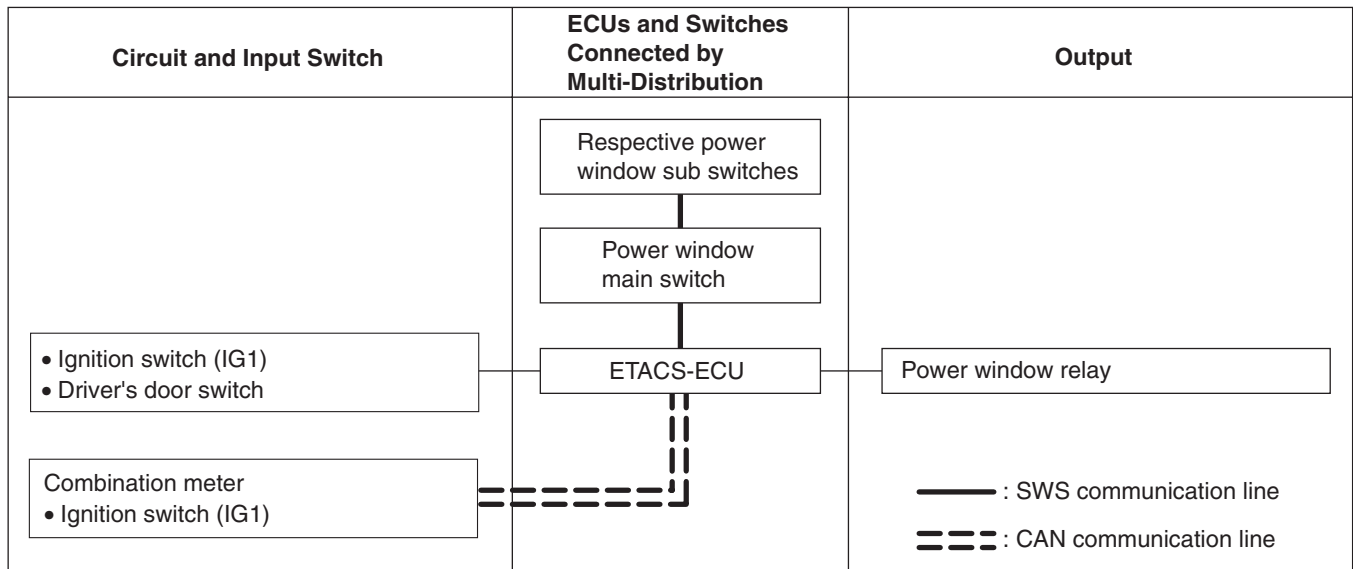 Circuit and Input Switch
ECUs and Switches
Connected by
Multi-Distribution
Output
Respective power
window sub switches
Power window
main switch
• Ignition switch (IG1)
• Driver's door switch
ETACS-ECU
Power window relay
Combination meter
• Ignition switch (IG1)
: SWS communication line
: CAN communication line